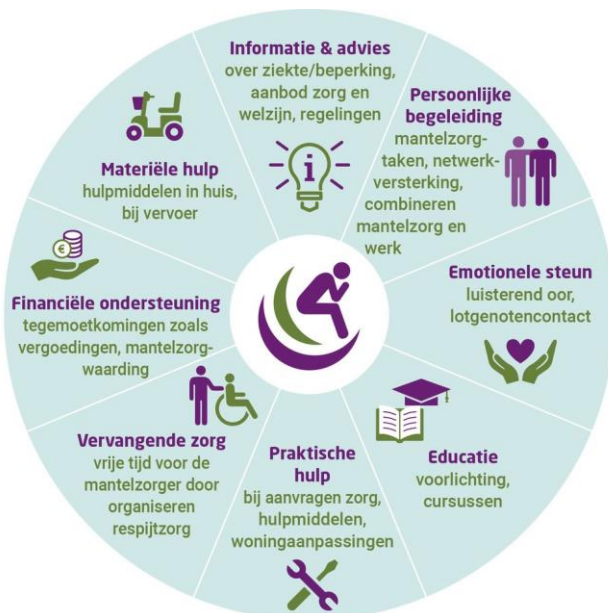 Informatie & advies
over ziekte/beperking,
aanbod zorg en
welzijn, regelingen
i
Persoonlijke
begeleiding
mantelzorg-
taken, netwerk-
versterking,
combineren
mantelzorg en
werk
Emotionele steun
luisterend oor,
lotgenotencontact
Educatie
voorlichting,
cursussen
Praktische
hulp
bij aanvragen zorg,
hulpmiddelen,
woningaanpassingen
Vervangende zorg
vrije tijd voor de
mantelzorger door
organiseren
respijtzorg
€
Financiële ondersteuning
tegemoetkomingen zoals
vergoedingen, mantelzorg-
waarding
Materiële hulp
hulpmiddelen in huis,
bij vervoer